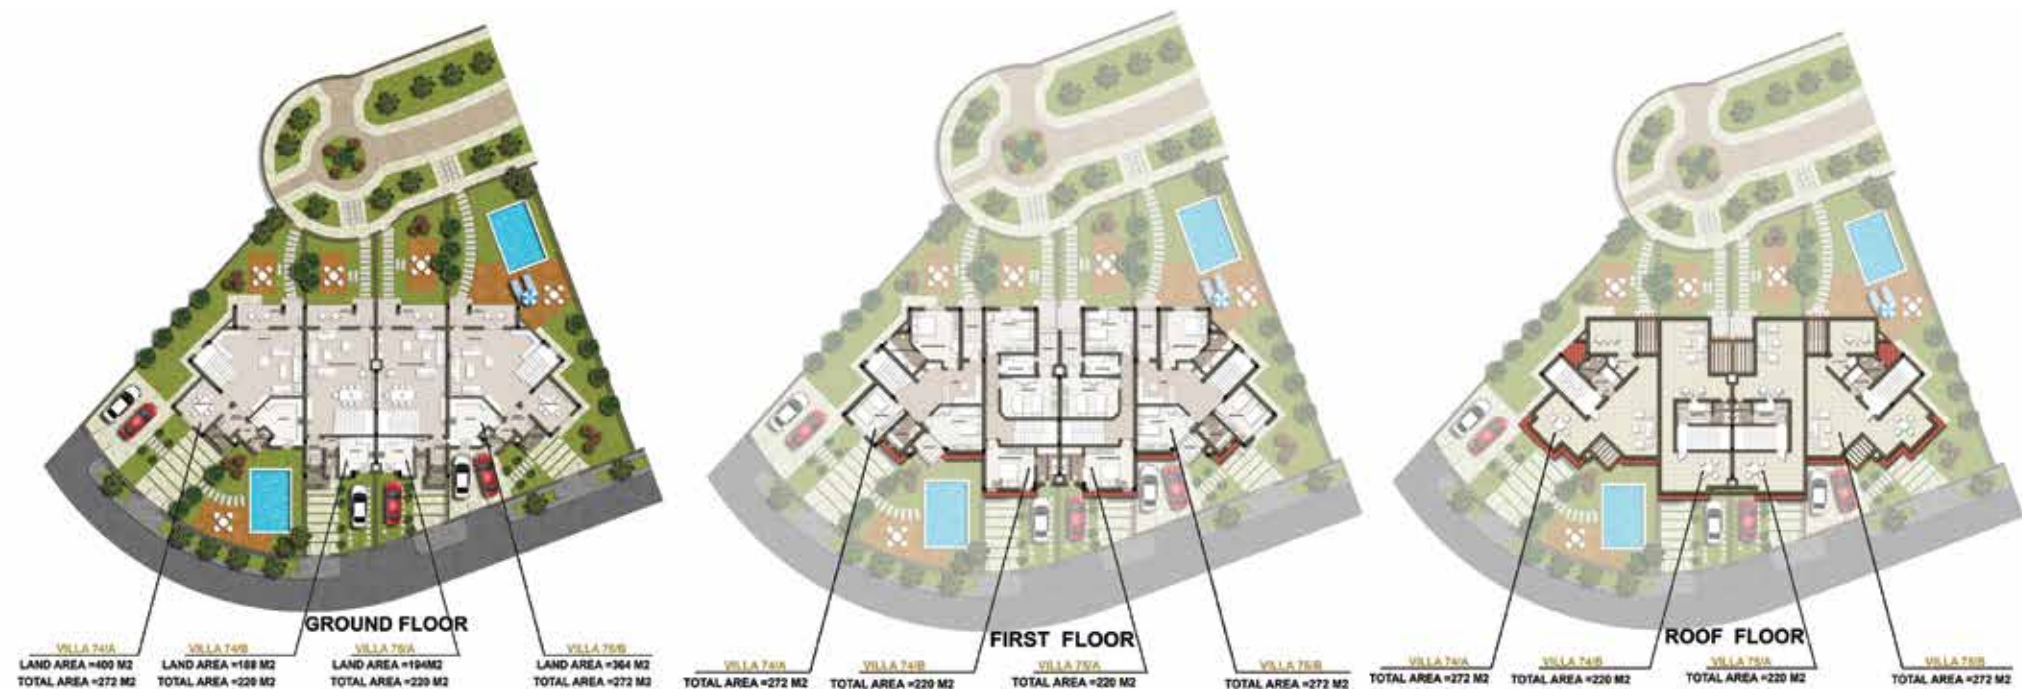 GROUND FLOOR
VILLA 74/A
LAND AREA =400 M2
TOTAL AREA =272 M2
VILLA 74/B
LAND AREA =188 M2
TOTAL AREA =220 M2
VILLA 75/A
LAND AREA =194M2
TOTAL AREA =220 M2
VILLA 75/B
LAND AREA =364 M2
TOTAL AREA =272 M2
FIRST FLOOR
VILLA 74/A
TOTAL AREA =272 M2
VILLA 74/B
TOTAL AREA =220 M2
VILLA 75/A
TOTAL AREA =220 M2
VILLA 75/B
TOTAL AREA =272 M2
ROOF FLOOR
VILLA 74/A
TOTAL AREA =272 M2
VILLA 74/B
TOTAL AREA =220 M2
VILLA 75/A
TOTAL AREA =220 M2
VILLA 75/B
TOTAL AREA =272 M2